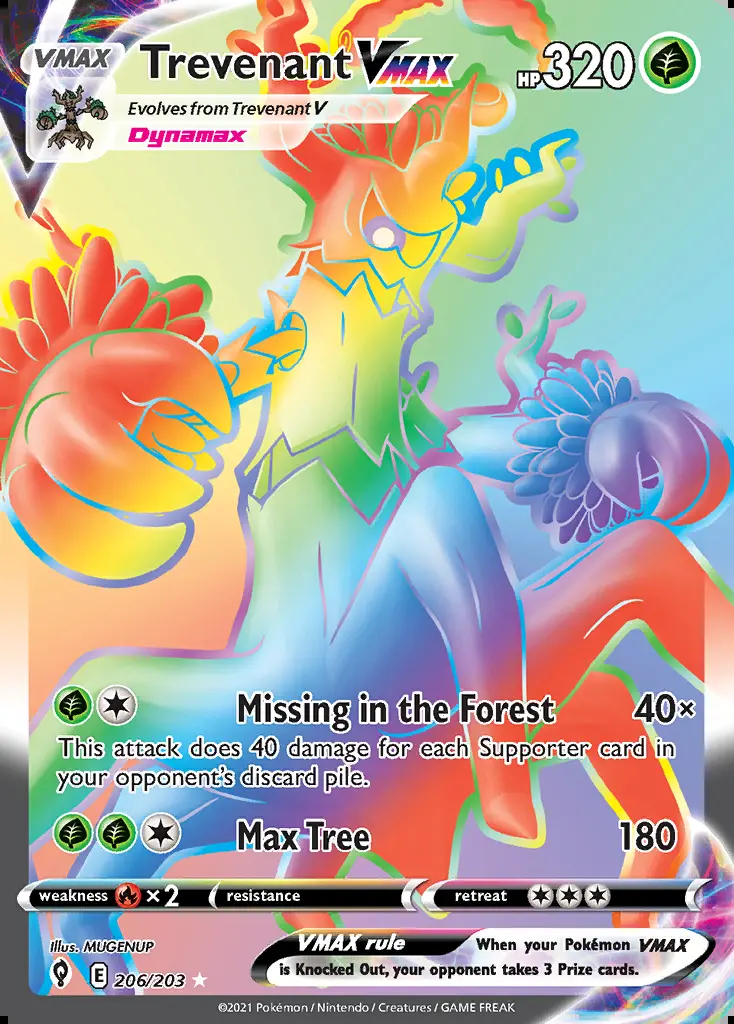 VMAX
Trevenant VMAX
HP 320
Evolves from Trevenant V
Dynamax
Missing in the Forest 40×
This attack does 40 damage for each Supporter card in
your opponent's discard pile.
Max Tree 180
weakness ×2 resistance retreat
Illus. MUGENUP
VMAX rule When your Pokémon VMAX
is Knocked Out, your opponent takes 3 Prize cards.
E 206/203
©2021 Pokémon / Nintendo / Creatures / GAME FREAK